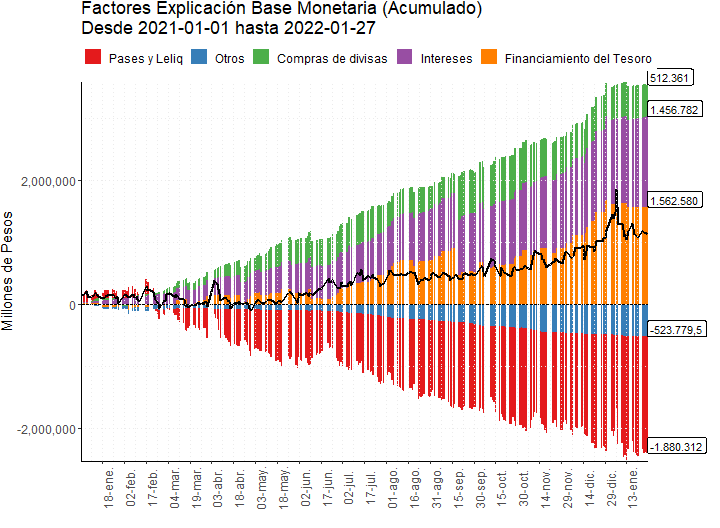 Factores Explicación Base Monetaria (Acumulado)
Desde 2021-01-01 hasta 2022-01-27
Pases y Leliq Otros Compras de divisas Intereses Financiamiento del Tesoro
512.361
1.456.782
1.562.580
-523.779,5
-1.880.312
Millones de Pesos
2,000,000
0
-2,000,000
18-ene.
02-feb.
17-feb.
04-mar.
19-mar.
03-abr.
18-abr.
03-may.
18-may.
02-jun.
17-jun.
02-jul.
17-jul.
01-ago.
16-ago.
31-ago.
15-sep.
30-sep.
15-oct.
30-oct.
14-nov.
29-nov.
14-dic.
29-dic.
13-ene.